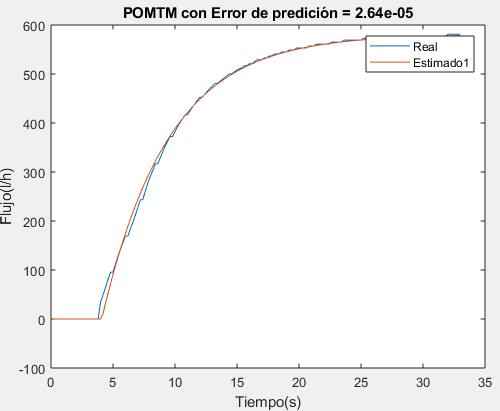 POMTM con Error de predición = 2.64e-05
600
500
400
300
200
100
0
-100
Flujo(l/h)
Real
Estimado1
0 5 10 15 20 25 30 35
Tiempo(s)